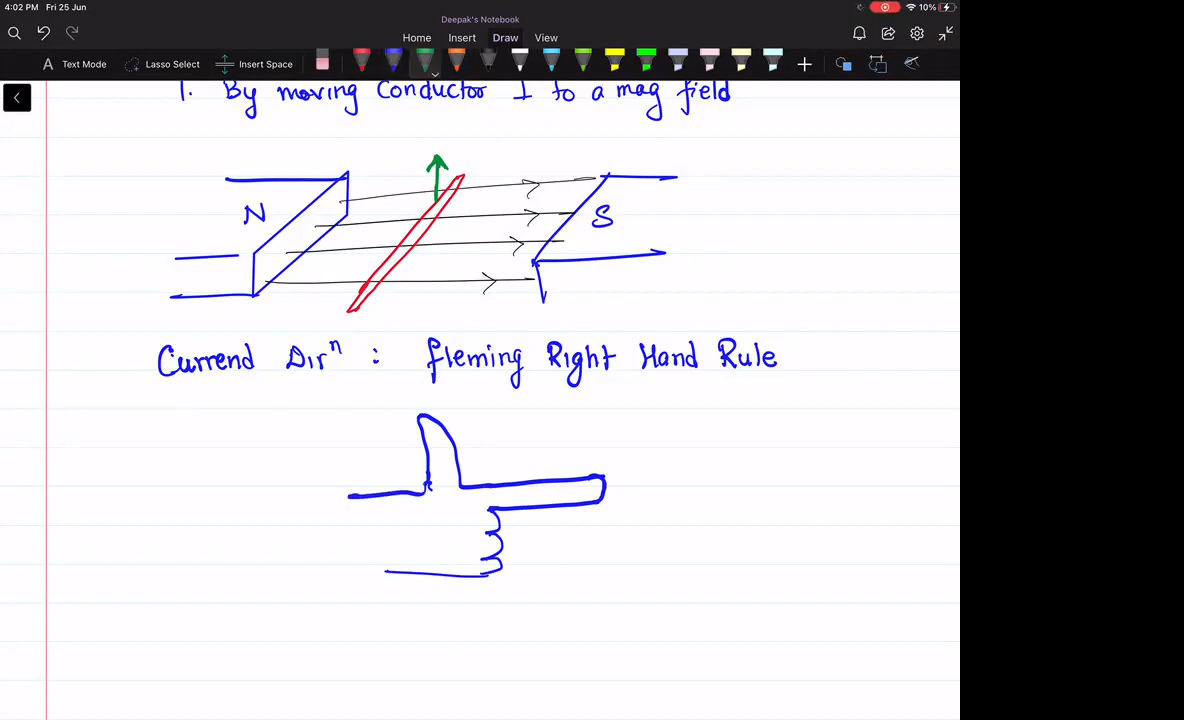 4:02 PM Fri 25 Jun
10%
Deepak's Notebook
Home Insert Draw View
A Text Mode Lasso Select Insert Space
1. By moving Conductor ⊥ to a mag field
N
S
Currend Dirⁿ : fleming Right Hand Rule